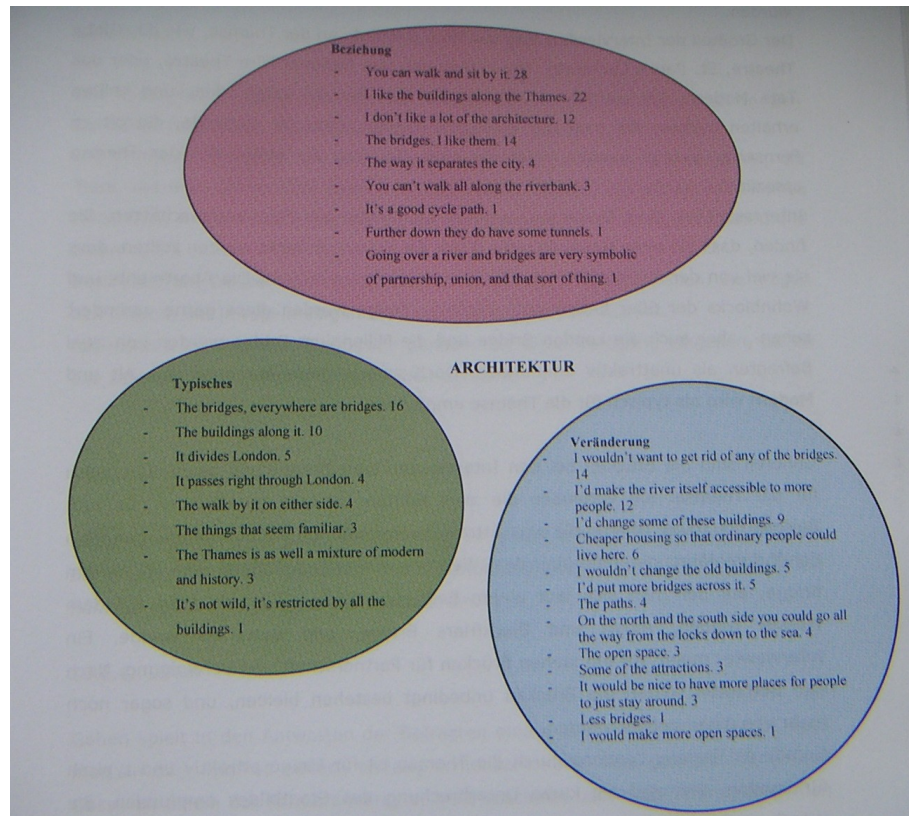 Beziehung
- You can walk and sit by it. 28
- I like the buildings along the Thames. 22
- I don't like a lot of the architecture. 12
- The bridges. I like them. 14
- The way it separates the city. 4
- You can't walk all along the riverbank. 3
- It's a good cycle path. 1
- Further down they do have some tunnels. 1
- Going over a river and bridges are very symbolic
of partnership, union, and that sort of thing. 1
ARCHITEKTUR
Typisches
- The bridges, everywhere are bridges. 16
- The buildings along it. 10
- It divides London. 5
- It passes right through London. 4
- The walk by it on either side. 4
- The things that seem familiar. 3
- The Thames is as well a mixture of modern
and history. 3
- It's not wild, it's restricted by all the
buildings. 1
Veränderung
- I wouldn't want to get rid of any of the bridges.
14
- I'd make the river itself accessible to more
people. 12
- I'd change some of these buildings. 9
- Cheaper housing so that ordinary people could
live here. 6
- I wouldn't change the old buildings. 5
- I'd put more bridges across it. 5
- The paths. 4
- On the north and the south side you could go all
the way from the locks down to the sea. 4
- The open space. 3
- Some of the attractions. 3
- It would be nice to have more places for people
to just stay around. 3
- Less bridges. 1
- I would make more open spaces. 1